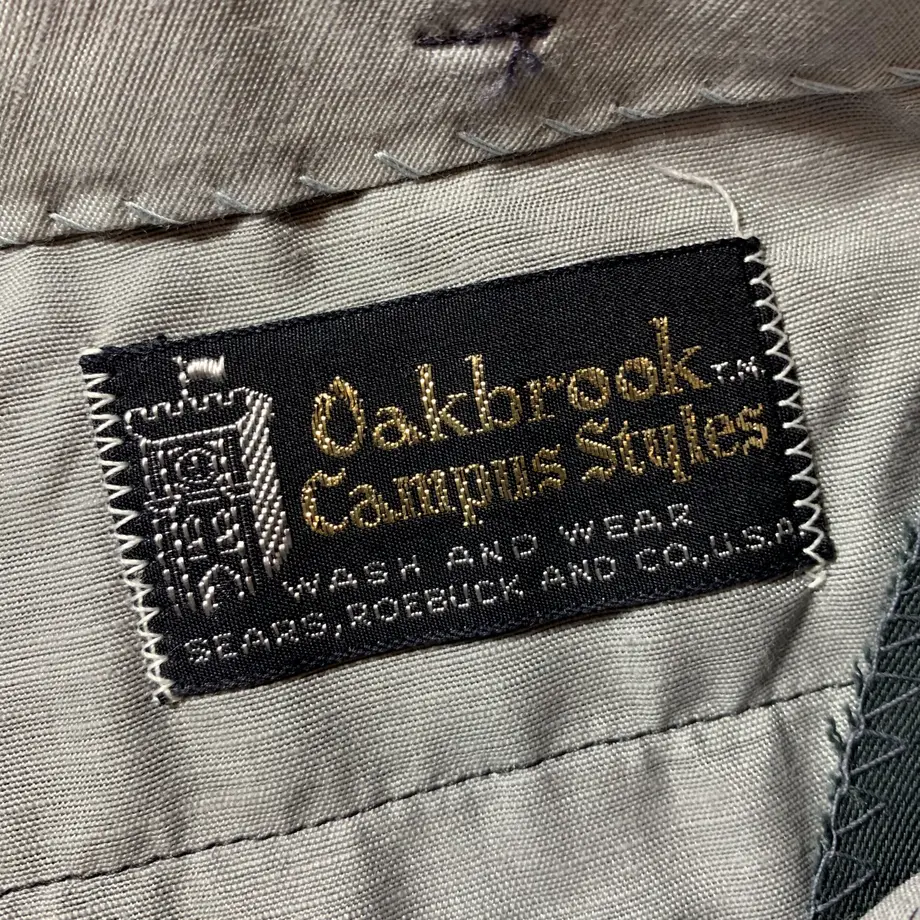 Oakbrook T.M.
Campus Styles
WASH AND WEAR
SEARS, ROEBUCK AND CO., U.S.A.